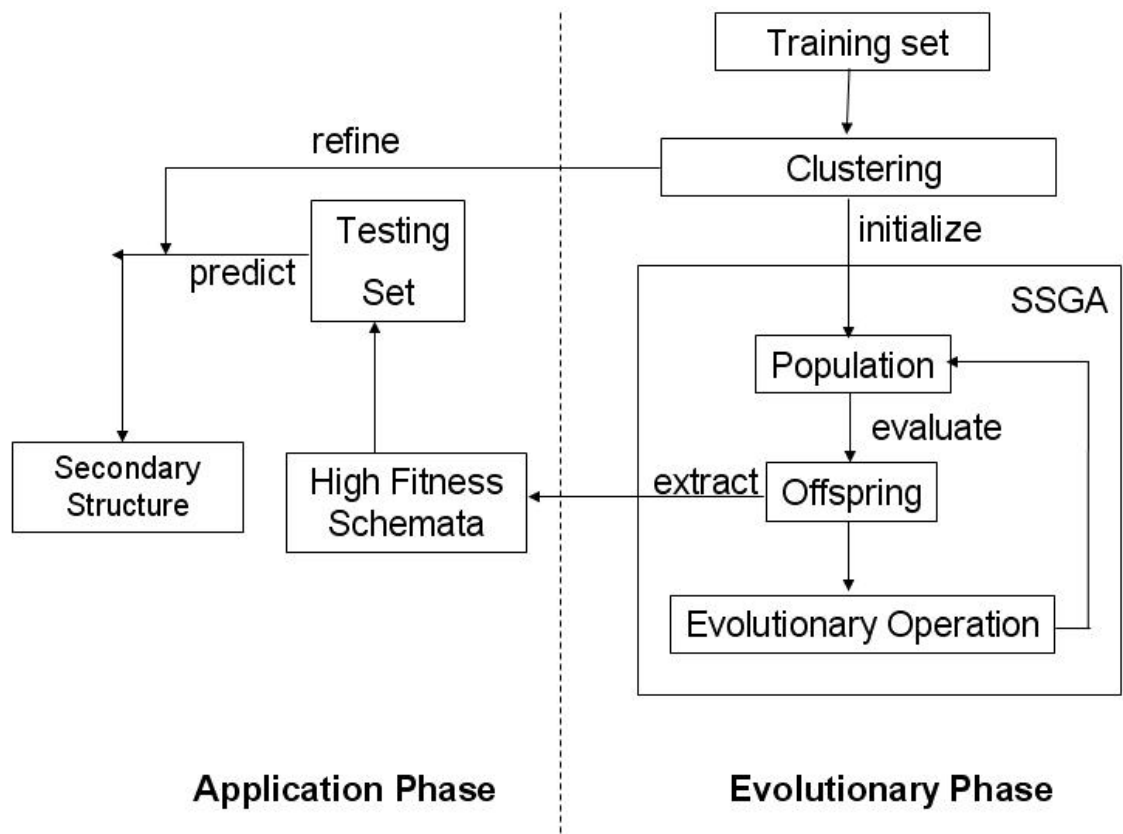 Training set
refine
Clustering
Testing
Set
initialize
predict
SSGA
Population
evaluate
Secondary
Structure
High Fitness
Schemata
extract
Offspring
Evolutionary Operation
Application Phase
Evolutionary Phase